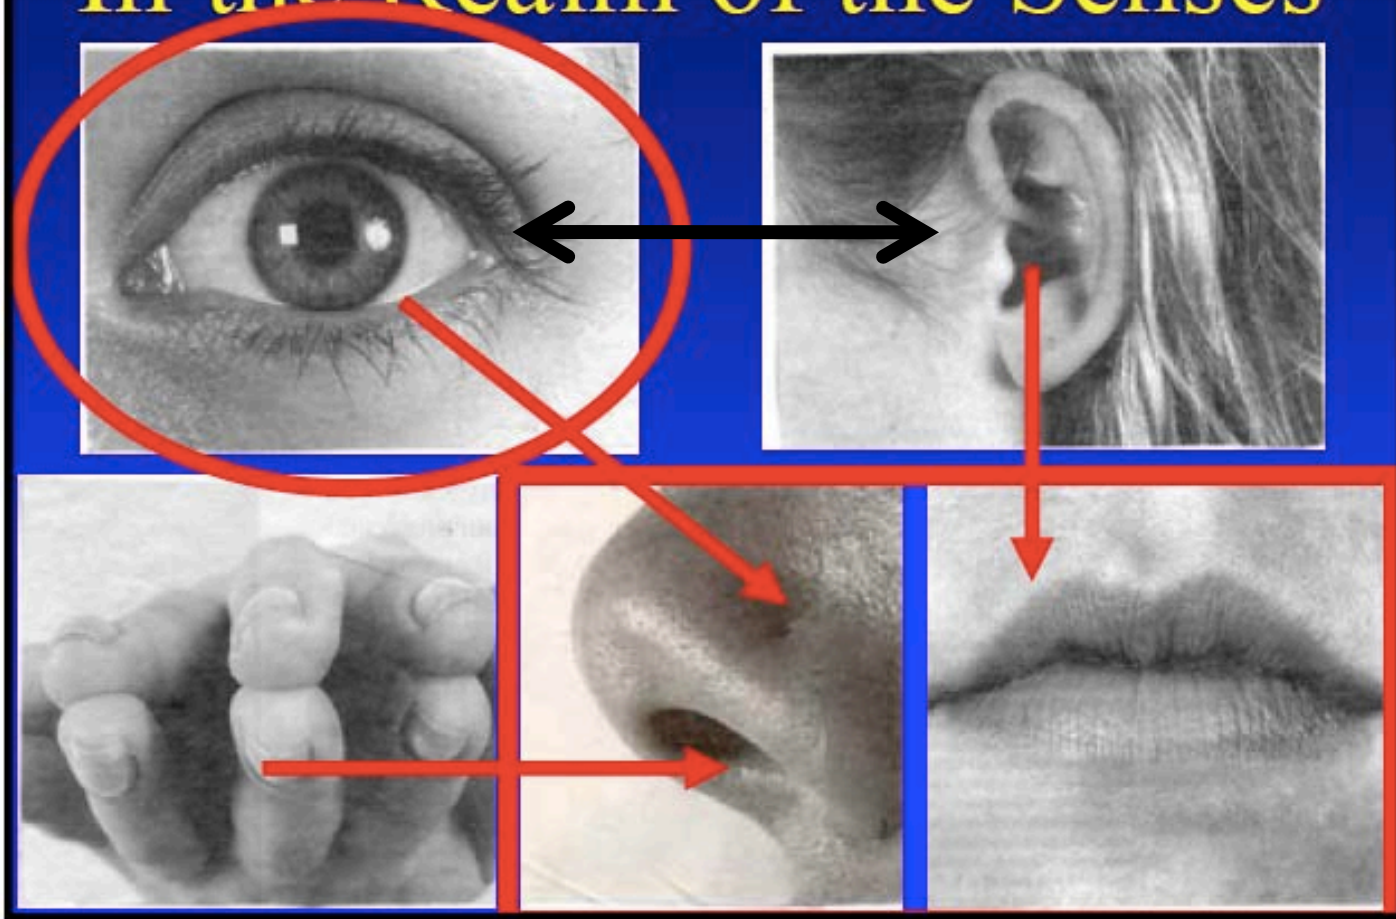 In the Realm of the Senses